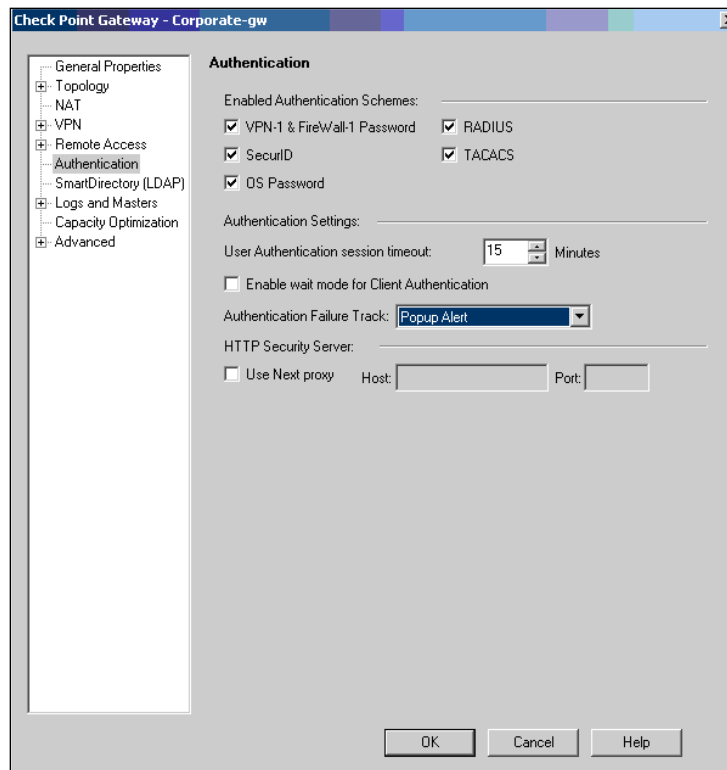 Check Point Gateway - Corporate-gw
General Properties
Topology
NAT
VPN
Remote Access
Authentication
SmartDirectory (LDAP)
Logs and Masters
Capacity Optimization
Advanced
Authentication
Enabled Authentication Schemes:
VPN-1 & FireWall-1 Password
RADIUS
SecurID
TACACS
OS Password
Authentication Settings:
User Authentication session timeout: 15 Minutes
Enable wait mode for Client Authentication
Authentication Failure Track: Popup Alert
HTTP Security Server:
Use Next proxy Host: Port:
OK Cancel Help